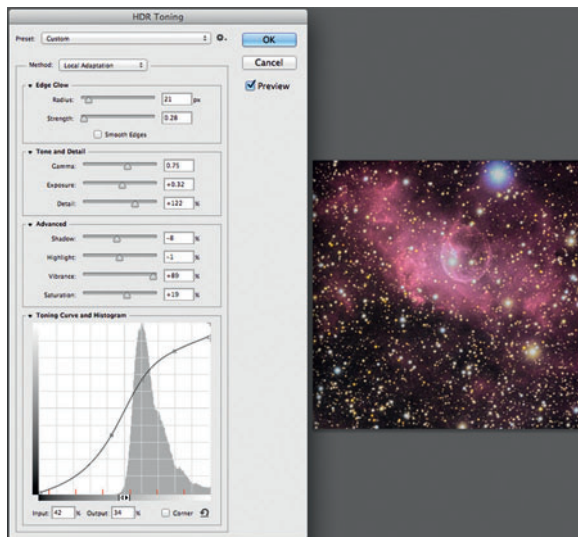 HDR Toning
Preset: Custom
OK
Method: Local Adaptation
Cancel
Preview
Edge Glow
Radius: 21 px
Strength: 0.28
Smooth Edges
Tone and Detail
Gamma: 0.75
Exposure: +0.32
Detail: +122 %
Advanced
Shadow: -8 %
Highlight: -1 %
Vibrance: +89 %
Saturation: +19 %
Toning Curve and Histogram
Input: 42 % Output: 34 % Corner